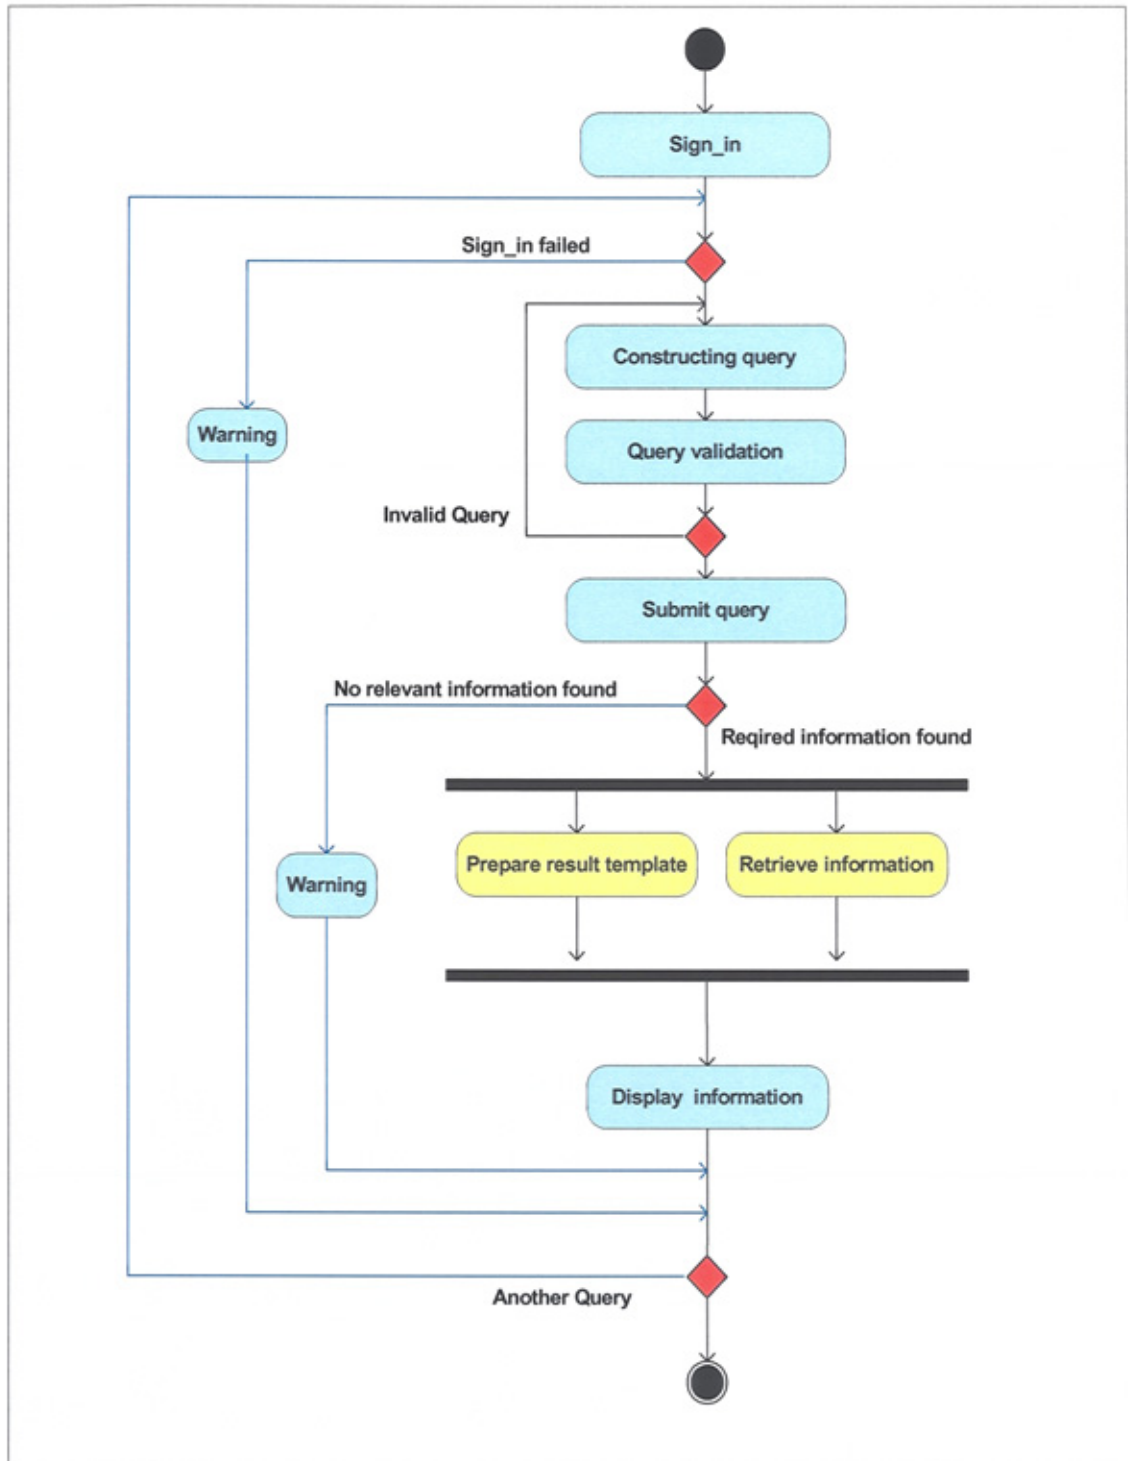 Sign_in
Sign_in failed
Constructing query
Warning
Query validation
Invalid Query
Submit query
No relevant information found
Reqired information found
Prepare result template
Retrieve information
Warning
Display information
Another Query